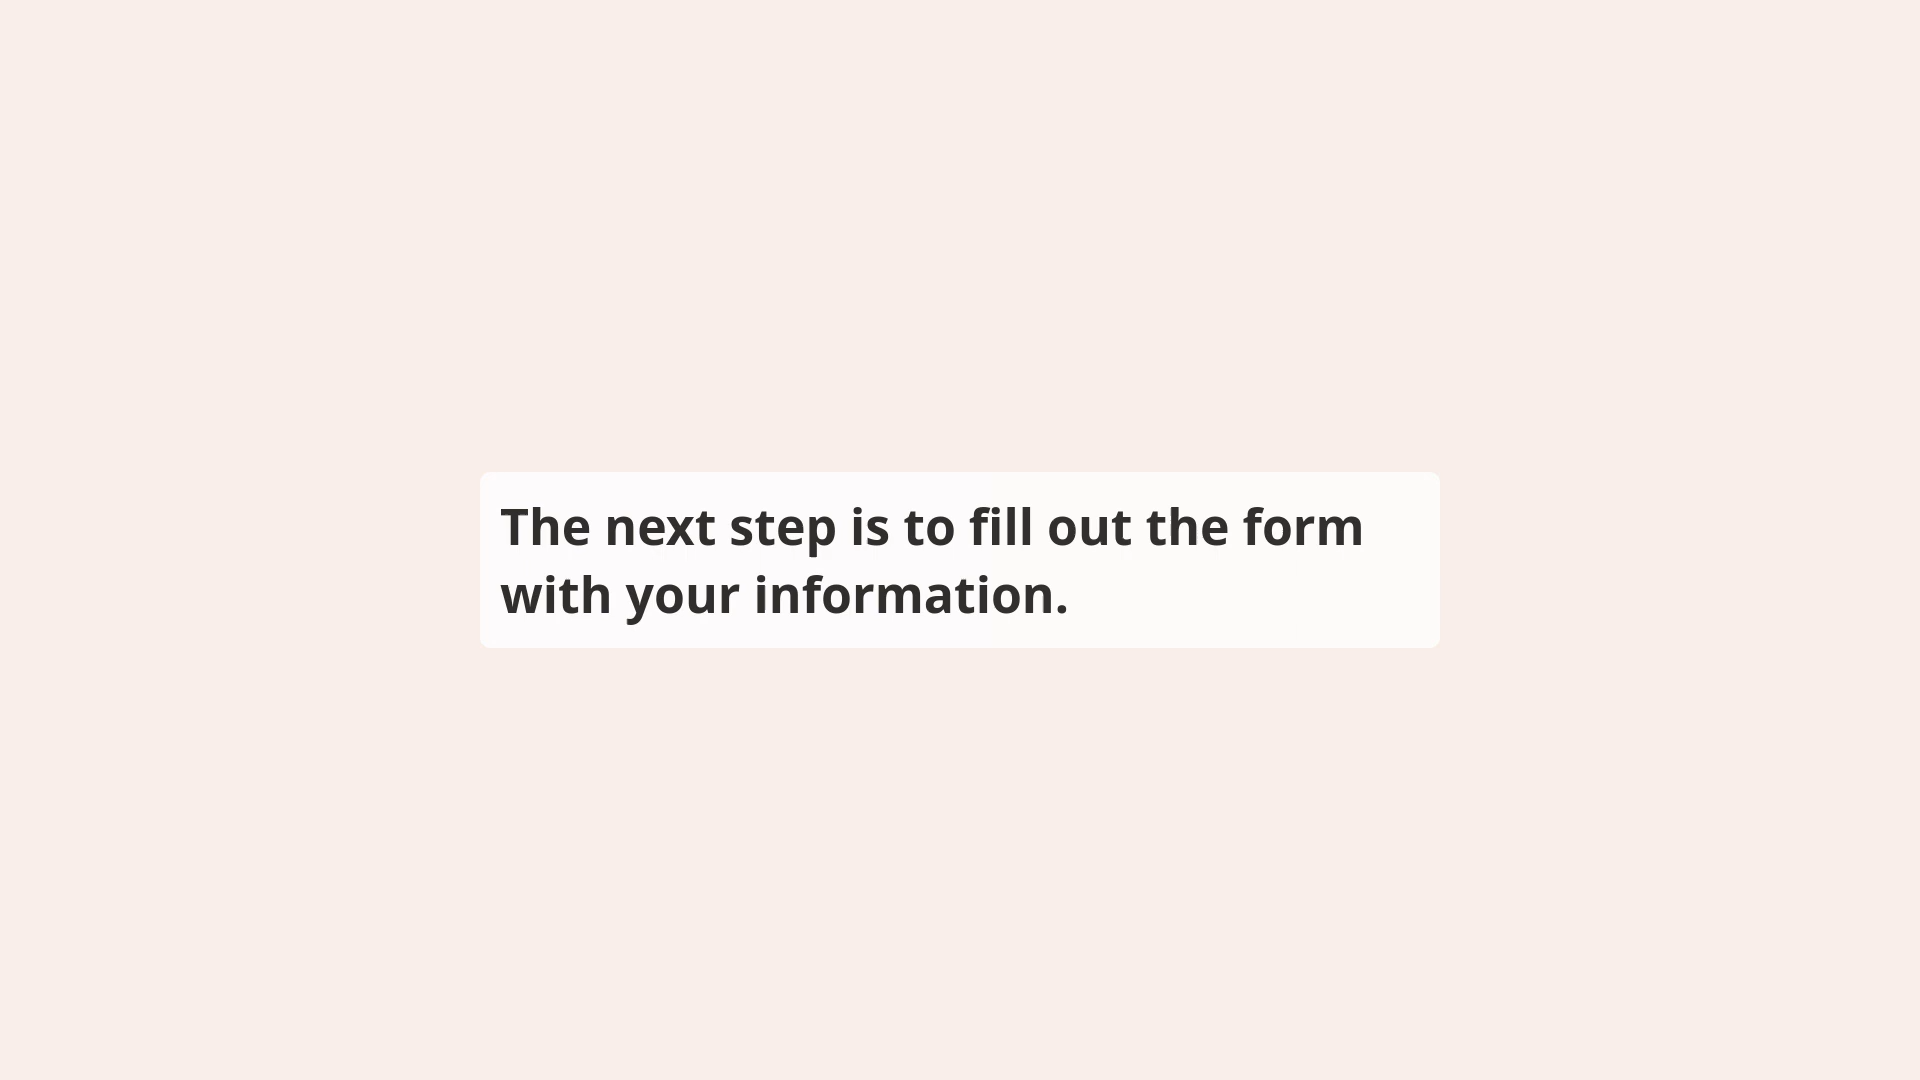 The next step is to fill out the form
with your information.